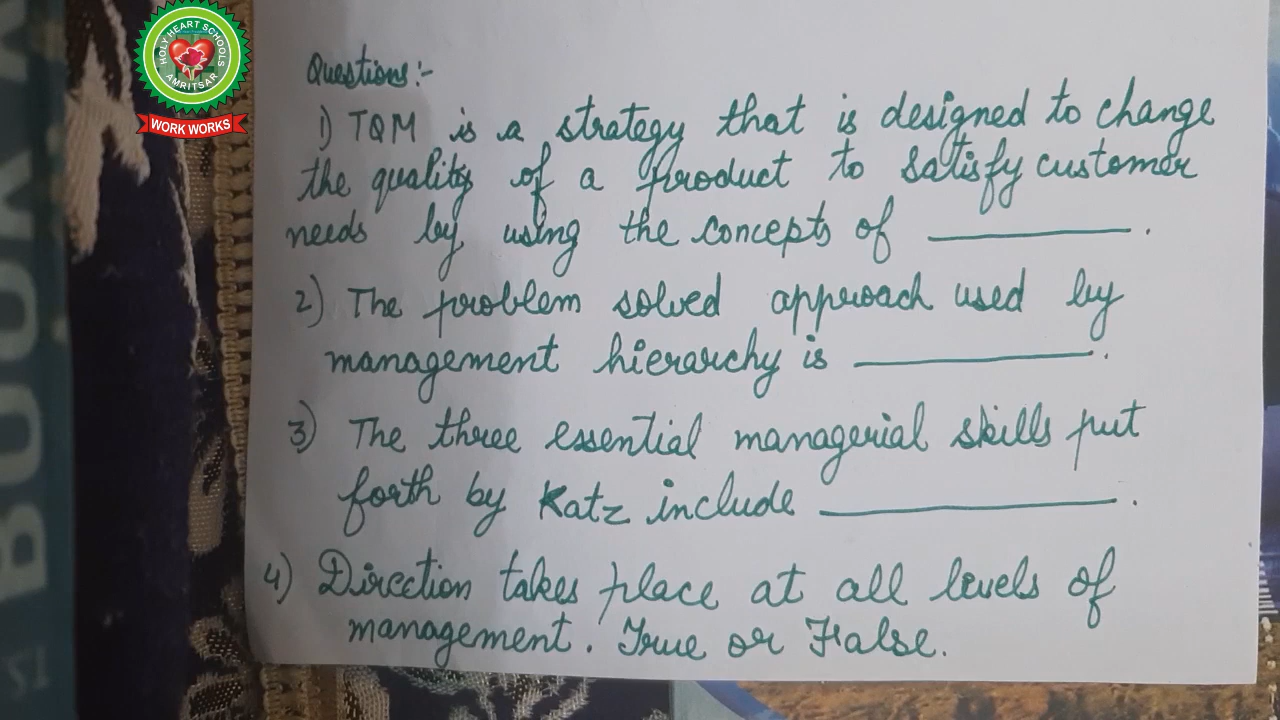 HOLY HEART SCHOOLS
AMRITSAR
WORK WORKS
Questions:-
1) TQM is a strategy that is designed to change
the quality of a product to satisfy customer
needs by using the concepts of ________.
2) The problem solved approach used by
management hierarchy is ________.
3) The three essential managerial skills put
forth by Katz include ________.
4) Direction takes place at all levels of
management. True or False.